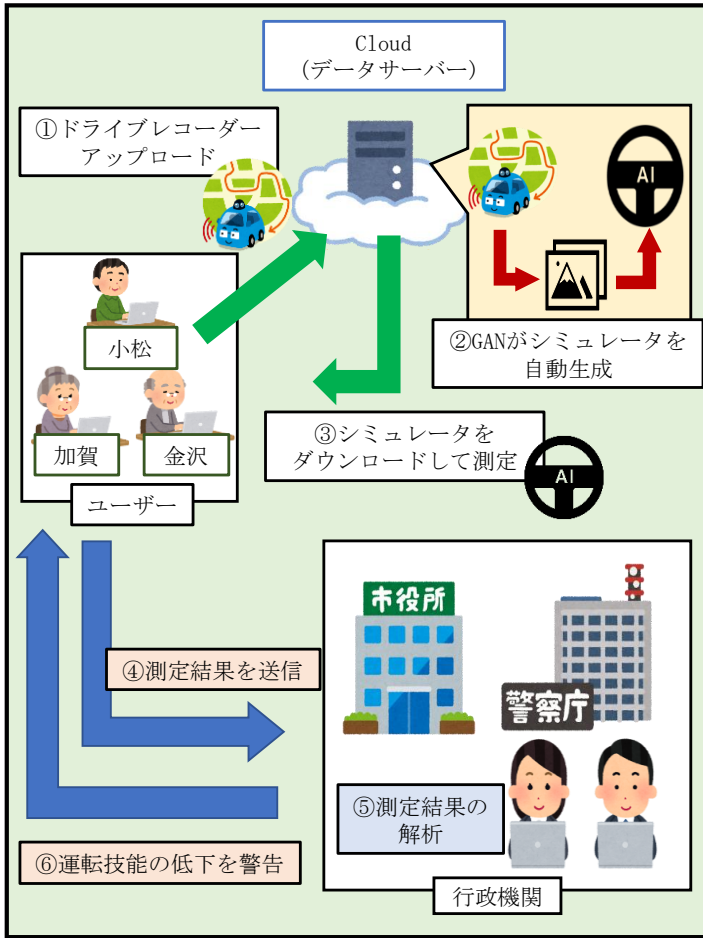 Cloud
(データサーバー)
①ドライブレコーダー
アップロード
AI
②GANがシミュレータを
自動生成
小松
加賀
金沢
ユーザー
③シミュレータを
ダウンロードして測定
AI
市役所
警察庁
④測定結果を送信
⑤測定結果の
解析
⑥運転技能の低下を警告
行政機関